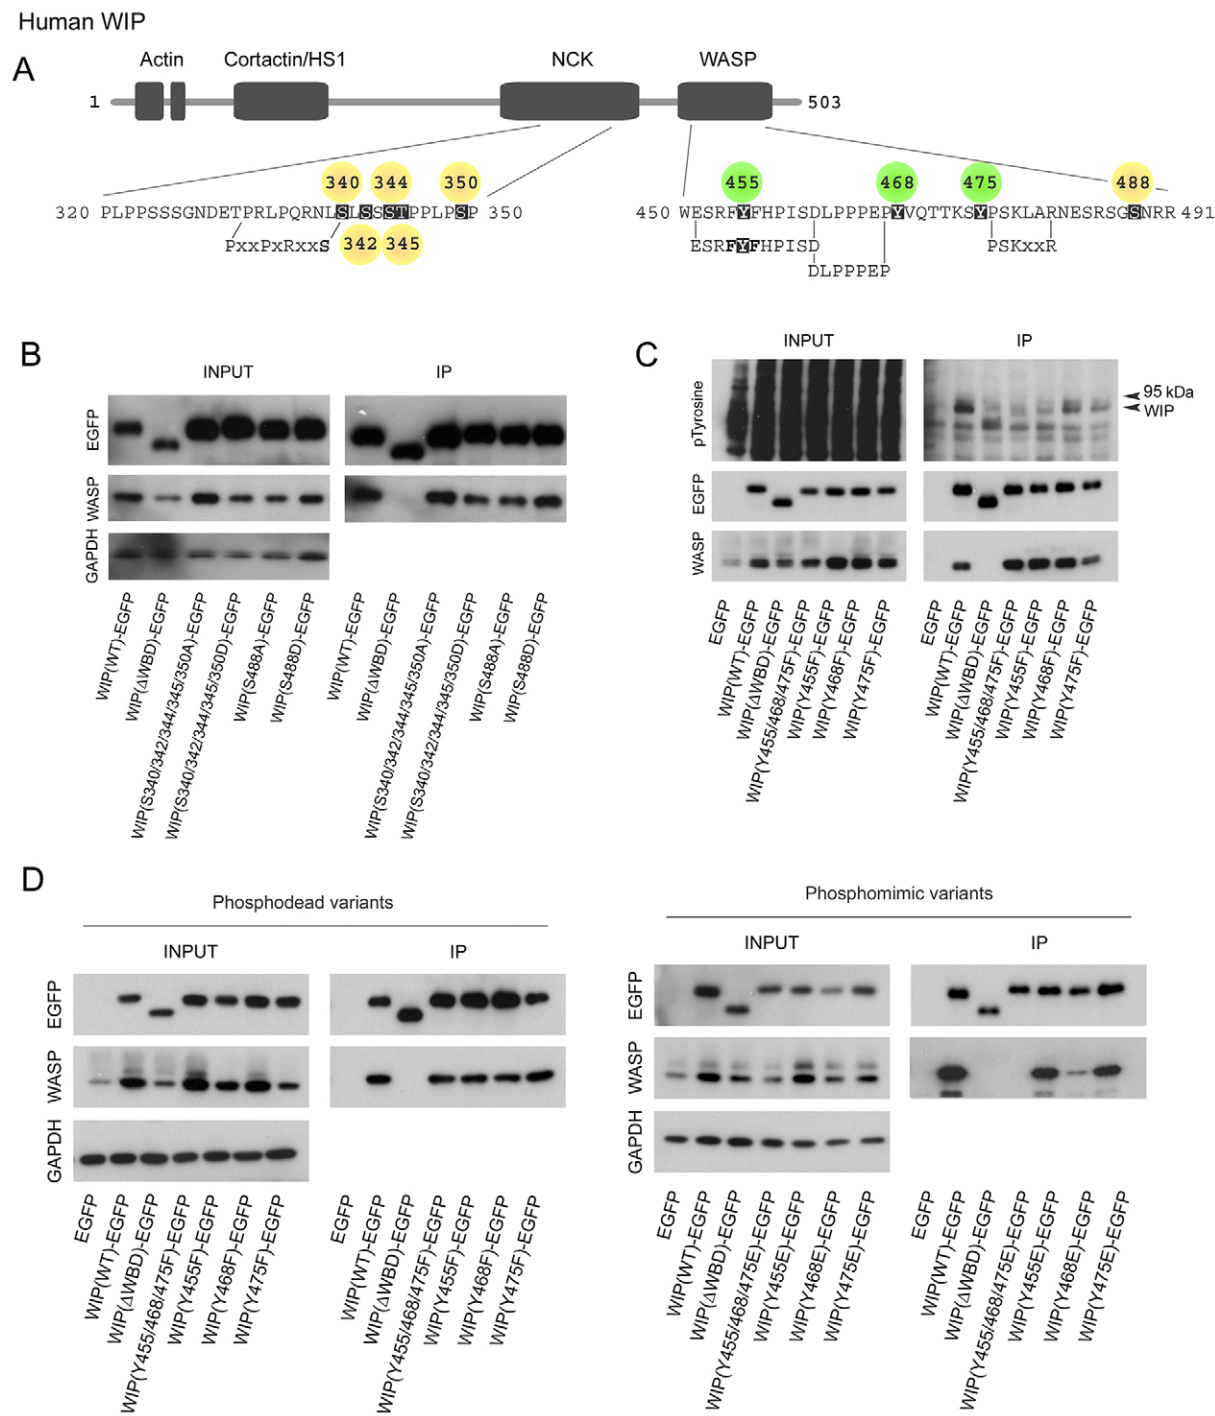 Human WIP
A
Actin Cortactin/HS1 NCK WASP
1 503
340 344 350 455 468 475 488
320 PLPPSSSGNDETPRLPQRNLSLSSSTPPLPSP 350
450 WESRFYFHPISDLPPPEPYVQTTKSYPSKLARNESRSGSNRR 491
PxxPxRxxS 342 345
ESRFYFHPISD PSKxxR
DLPPPEP
B
INPUT IP
EGFP
WASP
GAPDH
WIP(WT)-EGFP
WIP(ΔWBD)-EGFP
WIP(S340/342/344/345/350A)-EGFP
WIP(S340/342/344/345/350D)-EGFP
WIP(S488A)-EGFP
WIP(S488D)-EGFP
WIP(WT)-EGFP
WIP(ΔWBD)-EGFP
WIP(S340/342/344/345/350A)-EGFP
WIP(S340/342/344/345/350D)-EGFP
WIP(S488A)-EGFP
WIP(S488D)-EGFP
C
INPUT IP
pTyrosine
95 kDa
WIP
EGFP
WASP
EGFP
WIP(WT)-EGFP
WIP(ΔWBD)-EGFP
WIP(Y455/468/475F)-EGFP
WIP(Y455F)-EGFP
WIP(Y468F)-EGFP
WIP(Y475F)-EGFP
EGFP
WIP(WT)-EGFP
WIP(ΔWBD)-EGFP
WIP(Y455/468/475F)-EGFP
WIP(Y455F)-EGFP
WIP(Y468F)-EGFP
WIP(Y475F)-EGFP
D
Phosphodead variants
INPUT IP
EGFP
WASP
GAPDH
EGFP
WIP(WT)-EGFP
WIP(ΔWBD)-EGFP
WIP(Y455/468/475F)-EGFP
WIP(Y455F)-EGFP
WIP(Y468F)-EGFP
WIP(Y475F)-EGFP
EGFP
WIP(WT)-EGFP
WIP(ΔWBD)-EGFP
WIP(Y455/468/475F)-EGFP
WIP(Y455F)-EGFP
WIP(Y468F)-EGFP
WIP(Y475F)-EGFP
Phosphomimic variants
INPUT IP
EGFP
WASP
GAPDH
EGFP
WIP(WT)-EGFP
WIP(ΔWBD)-EGFP
WIP(Y455/468/475E)-EGFP
WIP(Y455E)-EGFP
WIP(Y468E)-EGFP
WIP(Y475E)-EGFP
EGFP
WIP(WT)-EGFP
WIP(ΔWBD)-EGFP
WIP(Y455/468/475E)-EGFP
WIP(Y455E)-EGFP
WIP(Y468E)-EGFP
WIP(Y475E)-EGFP